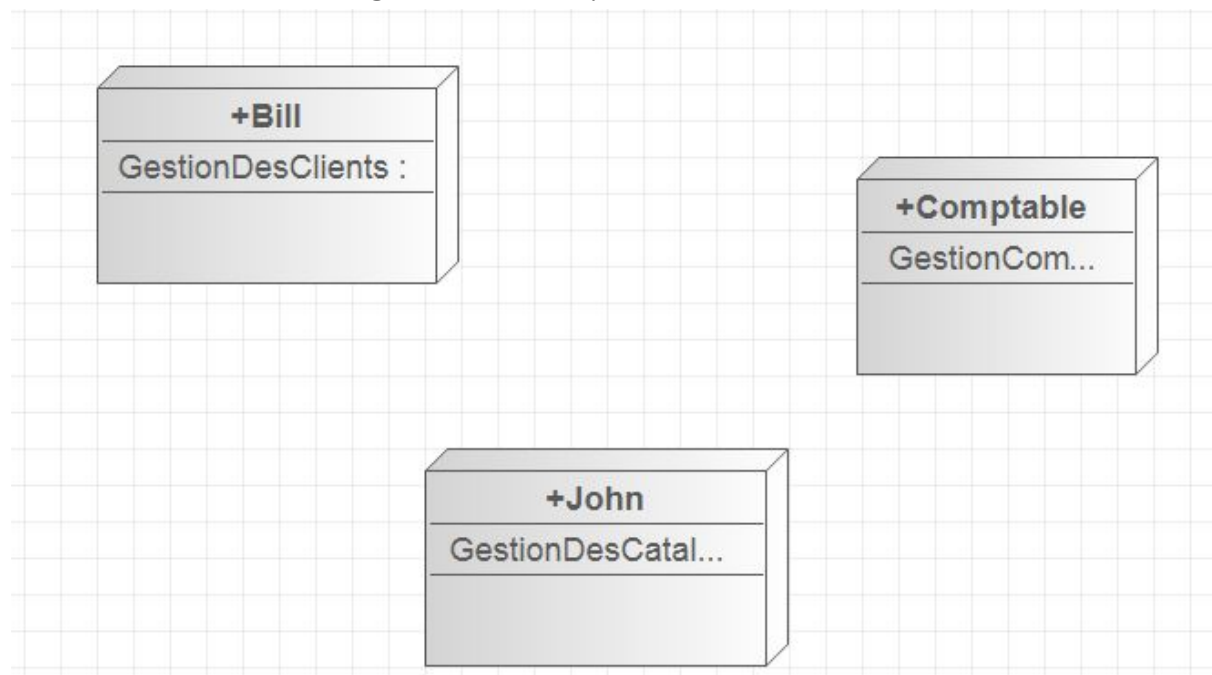 +Bill
GestionDesClients :
+Comptable
GestionCom...
+John
GestionDesCatal...